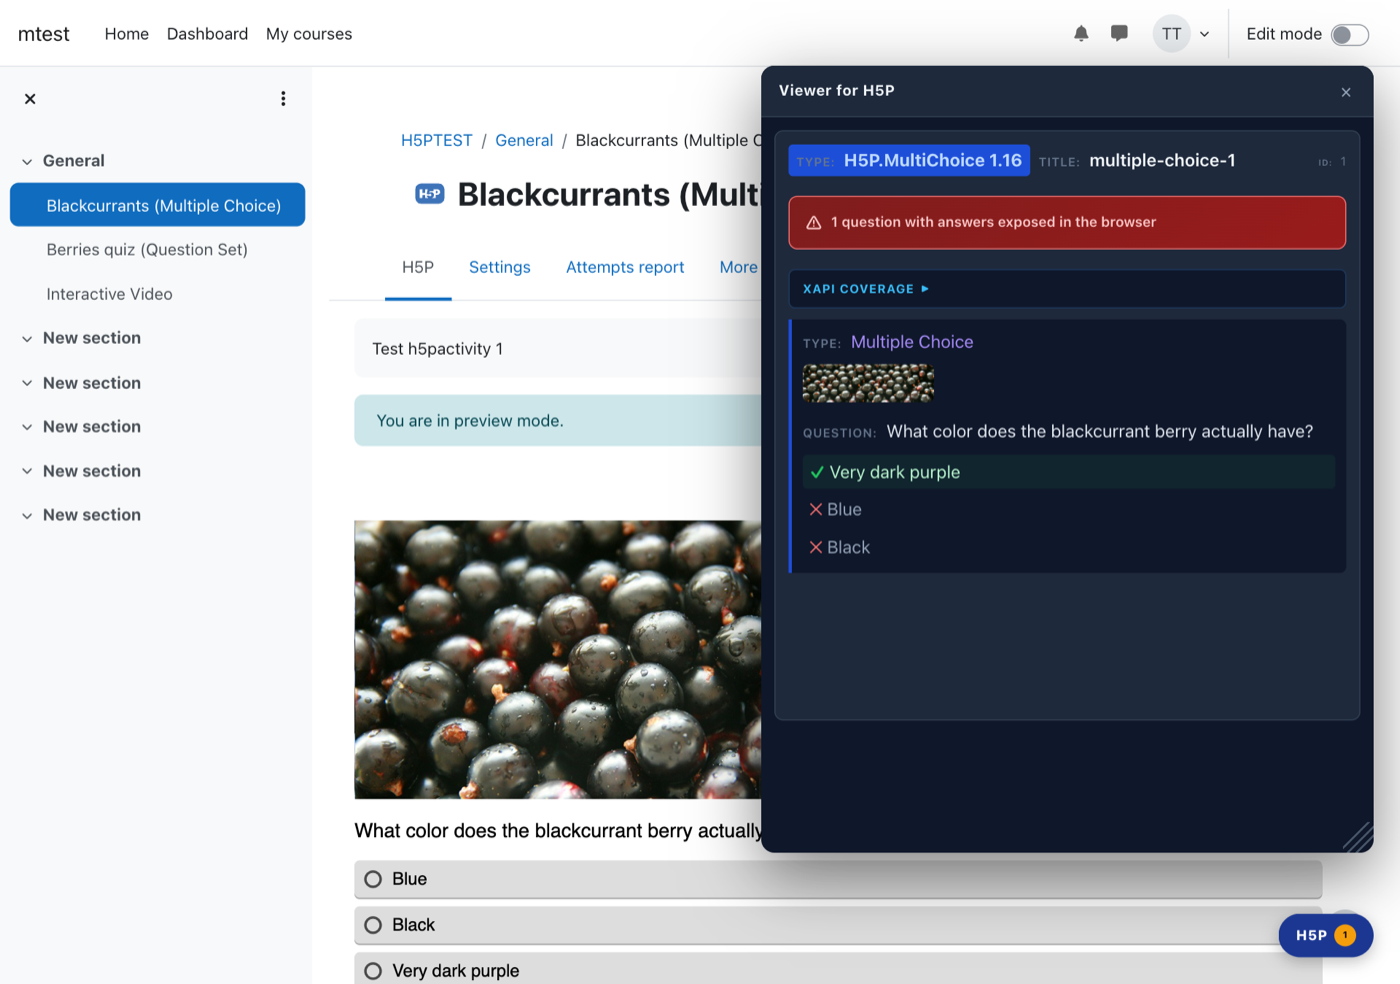 mtest
Home Dashboard My courses
TT
Edit mode
General
Blackcurrants (Multiple Choice)
Berries quiz (Question Set)
Interactive Video
New section
New section
New section
New section
New section
H5PTEST / General / Blackcurrants (Multiple C
H5P Blackcurrants (Multi
H5P Settings Attempts report More
Test h5pactivity 1
You are in preview mode.
What color does the blackcurrant berry actually
Blue
Black
Very dark purple
Viewer for H5P
TYPE: H5P.MultiChoice 1.16 TITLE: multiple-choice-1 ID: 1
1 question with answers exposed in the browser
XAPI COVERAGE
TYPE: Multiple Choice
QUESTION: What color does the blackcurrant berry actually have?
Very dark purple
Blue
Black
H5P 1